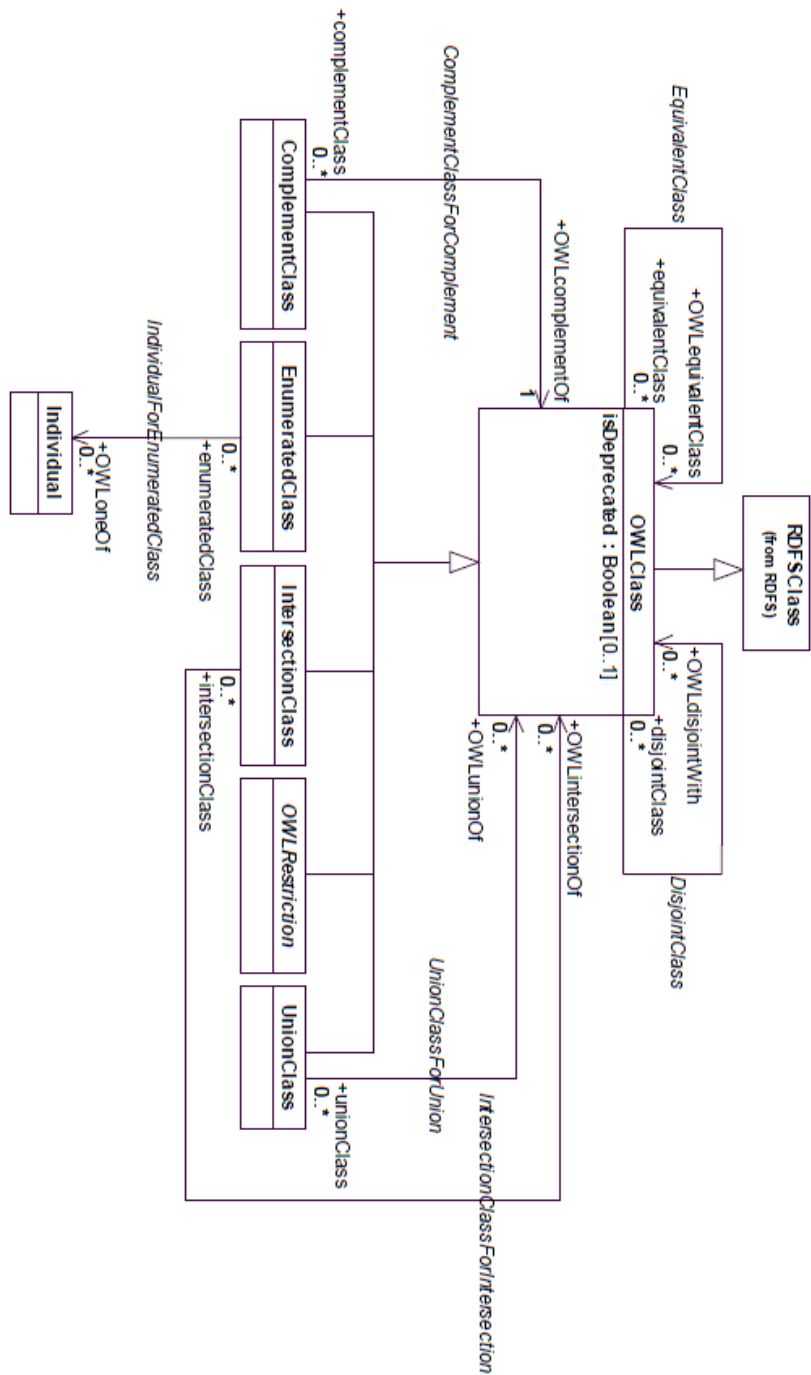 RDFSClass
(from RDFS)
EquivalentClass
+OWLequivalentClass
0..*
+equivalentClass
0..*
+OWLdisjointWith
0..*
+disjointClass
0..*
DisjointClass
OWLClass
isDeprecated : Boolean[0..1]
+OWLcomplementOf
1
+OWLintersectionOf
0..*
0..*
+OWLunionOf
ComplementClassForComplement
UnionClassForUnion
IntersectionClassForIntersection
+complementClass
0..*
+unionClass
0..*
ComplementClass
EnumeratedClass
IntersectionClass
OWLRestriction
UnionClass
0..*
+enumeratedClass
0..*
+intersectionClass
IndividualForEnumeratedClass
+OWLoneOf
0..*
Individual